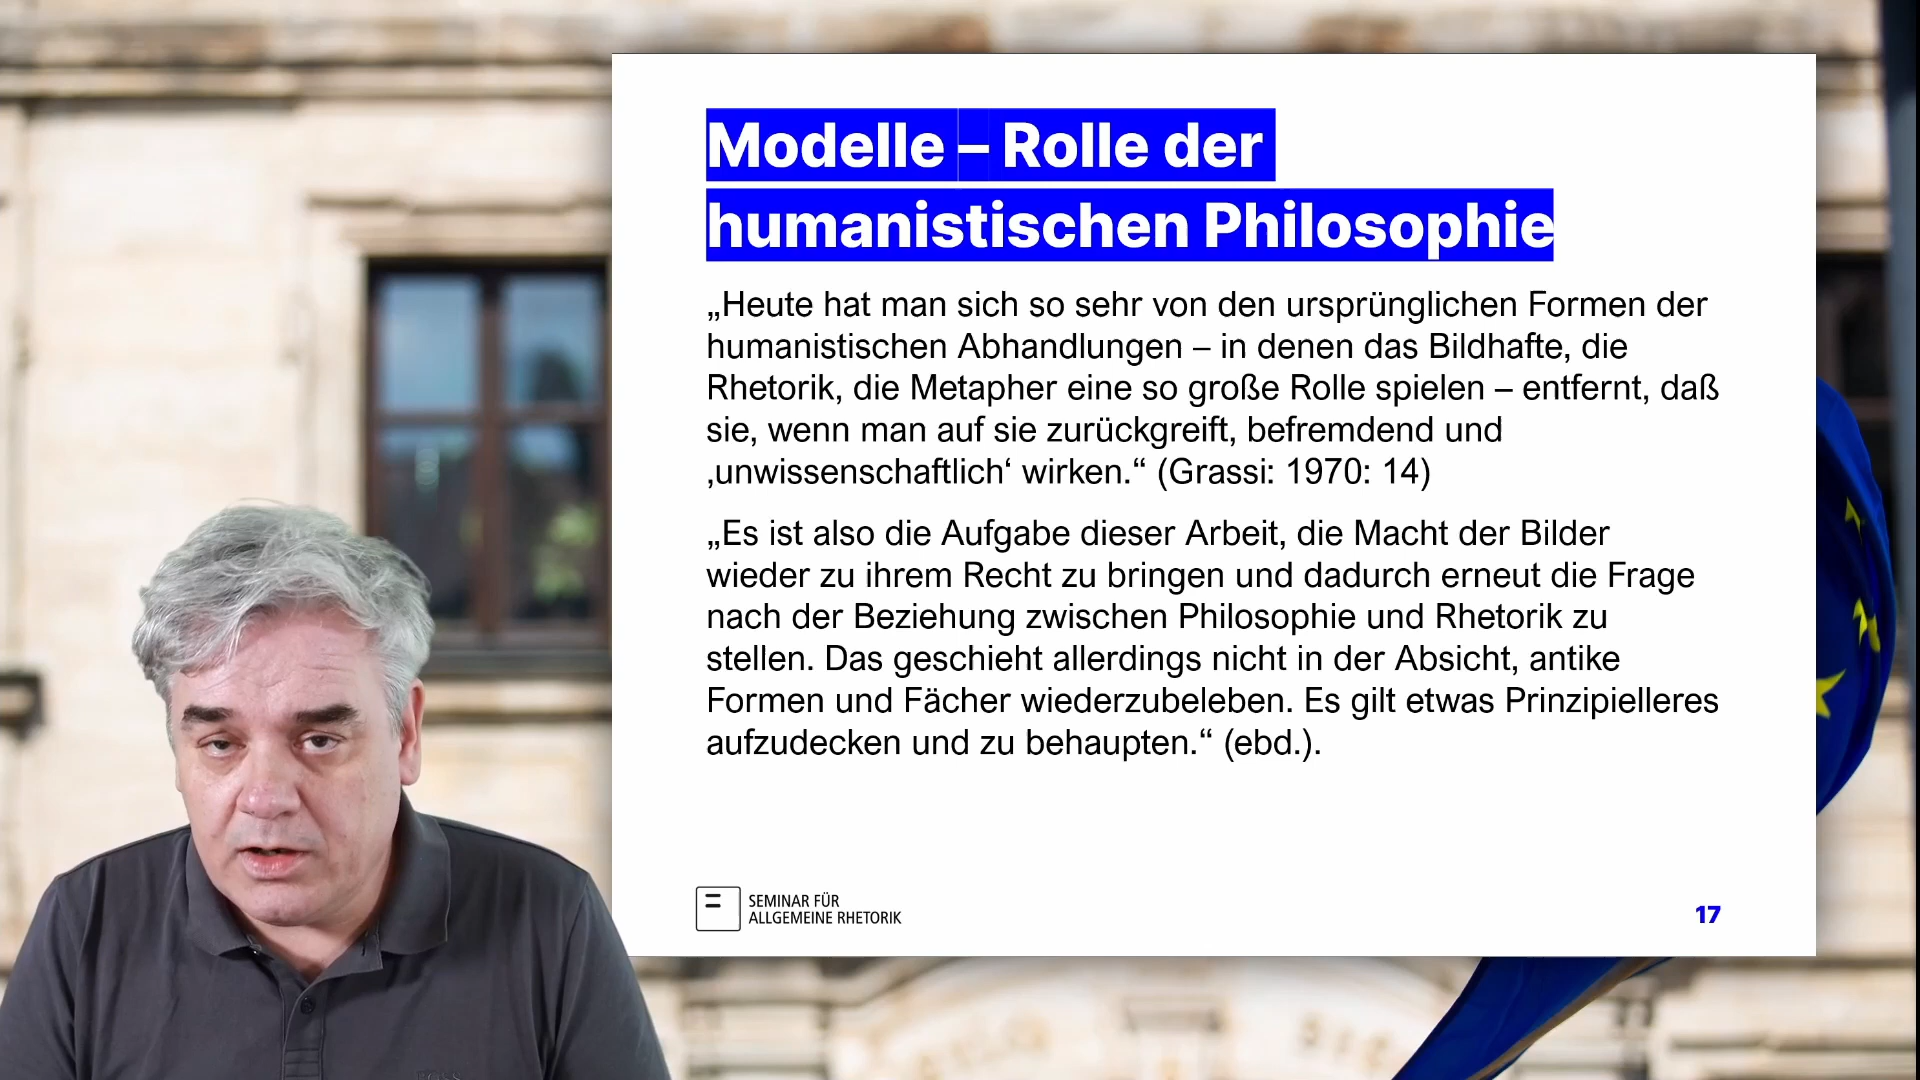 Modelle – Rolle der
humanistischen Philosophie
„Heute hat man sich so sehr von den ursprünglichen Formen der
humanistischen Abhandlungen – in denen das Bildhafte, die
Rhetorik, die Metapher eine so große Rolle spielen – entfernt, daß
sie, wenn man auf sie zurückgreift, befremdend und
‚unwissenschaftlich‘ wirken.“ (Grassi: 1970: 14)
„Es ist also die Aufgabe dieser Arbeit, die Macht der Bilder
wieder zu ihrem Recht zu bringen und dadurch erneut die Frage
nach der Beziehung zwischen Philosophie und Rhetorik zu
stellen. Das geschieht allerdings nicht in der Absicht, antike
Formen und Fächer wiederzubeleben. Es gilt etwas Prinzipielleres
aufzudecken und zu behaupten.“ (ebd.).
SEMINAR FÜR
ALLGEMEINE RHETORIK
17